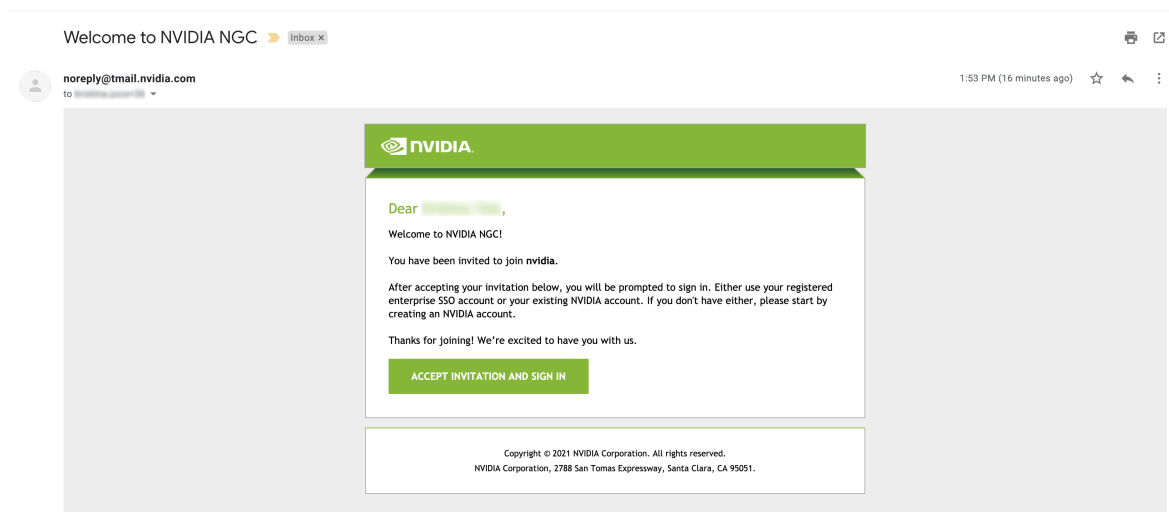 Welcome to NVIDIA NGC
Inbox ×
noreply@tmail.nvidia.com
1:53 PM (16 minutes ago)
to
NVIDIA.
Dear ,
Welcome to NVIDIA NGC!
You have been invited to join nvidia.
After accepting your invitation below, you will be prompted to sign in. Either use your registered
enterprise SSO account or your existing NVIDIA account. If you don't have either, please start by
creating an NVIDIA account.
Thanks for joining! We're excited to have you with us.
ACCEPT INVITATION AND SIGN IN
Copyright © 2021 NVIDIA Corporation. All rights reserved.
NVIDIA Corporation, 2788 San Tomas Expressway, Santa Clara, CA 95051.